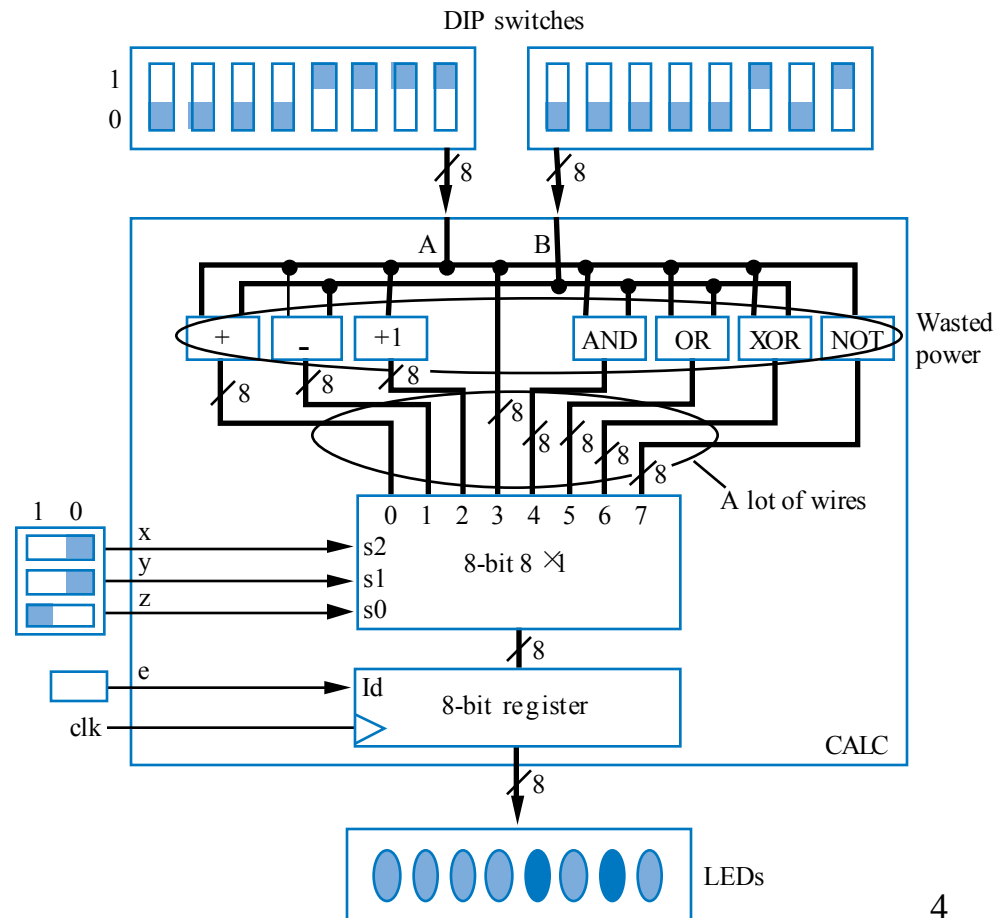 DIP switches
1
0
8 8
A B
+ - +1 AND OR XOR NOT
Wasted
power
8 8 8 8 8 8 8 8
A lot of wires
0 1 2 3 4 5 6 7
1 0
x s2
8-bit 8 ×1
y s1
z s0
8
e ld
8-bit register
clk
CALC
8
LEDs
4